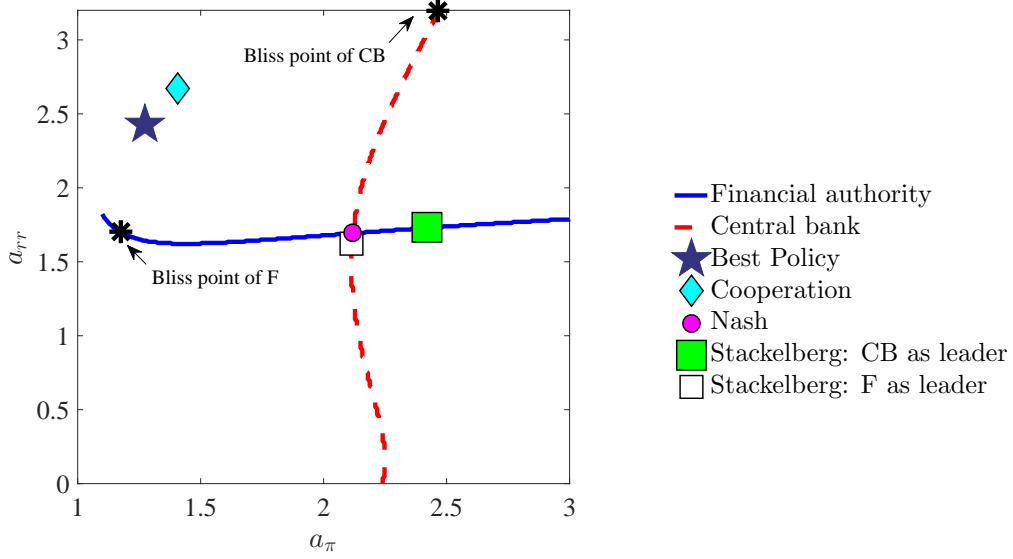 3
2.5
2
1.5
1
0.5
0
1
1.5
2
2.5
3
a_{rr}
a_π
Bliss point of CB
Bliss point of F
Financial authority
Central bank
Best Policy
Cooperation
Nash
Stackelberg: CB as leader
Stackelberg: F as leader